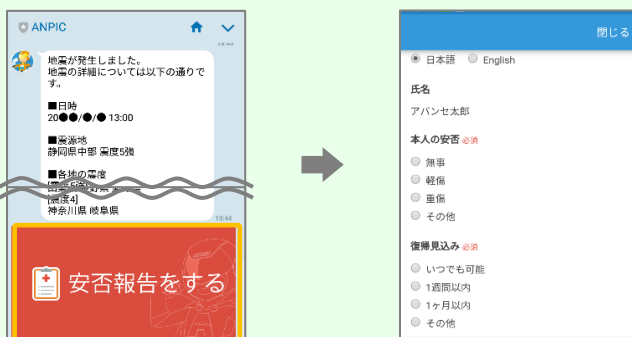 ANPIC
地震が発生しました。
地震の詳細については以下の通りで
す。
■日時
20●●/●/● 13:00
■震源地
静岡県中部 震度5強
■各地の震度
[震度4]
神奈川県 岐阜県
13:44
安否報告をする
閉じる
日本語 English
氏名
アバンセ太郎
本人の安否 必須
無事
軽傷
重傷
その他
復帰見込み 必須
いつでも可能
1週間以内
1ヶ月以内
その他